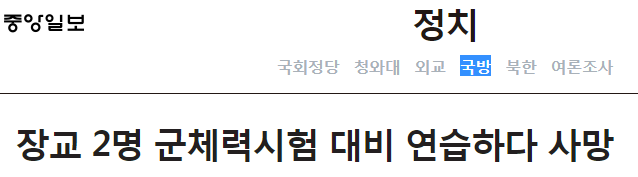 중앙일보
정치
국회정당 청와대 외교 국방 북한 여론조사
장교 2명 군체력시험 대비 연습하다 사망